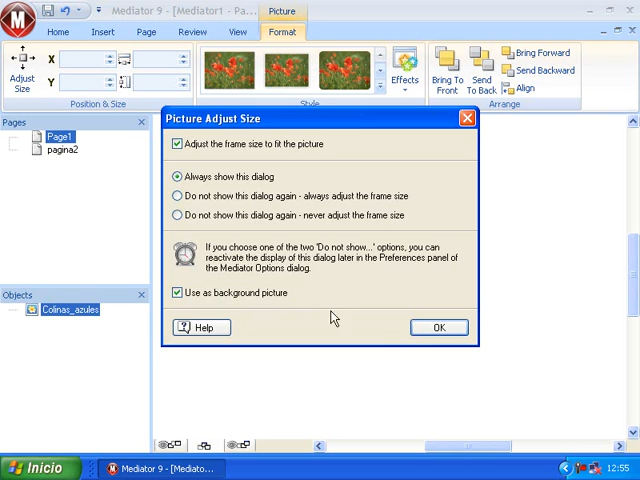 Mediator 9 - [Mediator1 - Pa...
Picture
Home
Insert
Page
Review
View
Format
Adjust
Size
X
Y
Position & Size
Style
Effects
Bring To
Front
Send
To Back
Bring Forward
Send Backward
Align
Arrange
Pages
Page1
pagina2
Objects
Colinas_azules
Picture Adjust Size
Adjust the frame size to fit the picture
Always show this dialog
Do not show this dialog again - always adjust the frame size
Do not show this dialog again - never adjust the frame size
If you choose one of the two 'Do not show...' options, you can
reactivate the display of this dialog later in the Preferences panel of
the Mediator Options dialog.
Use as background picture
Help
OK
Inicio
Mediator 9 - [Mediato...
12:55